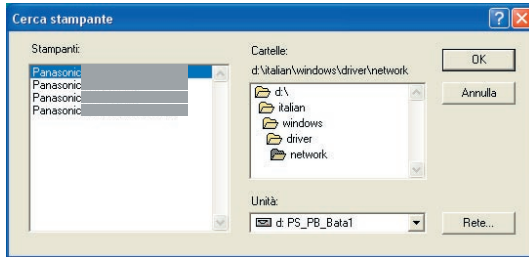 Cerca stampante
Stampanti:
Panasonic
Panasonic
Panasonic
Panasonic
Cartelle:
d:\italian\windows\driver\network
d:\
italian
windows
driver
network
Unità:
d: PS_PB_Bata1
OK
Annulla
Rete...